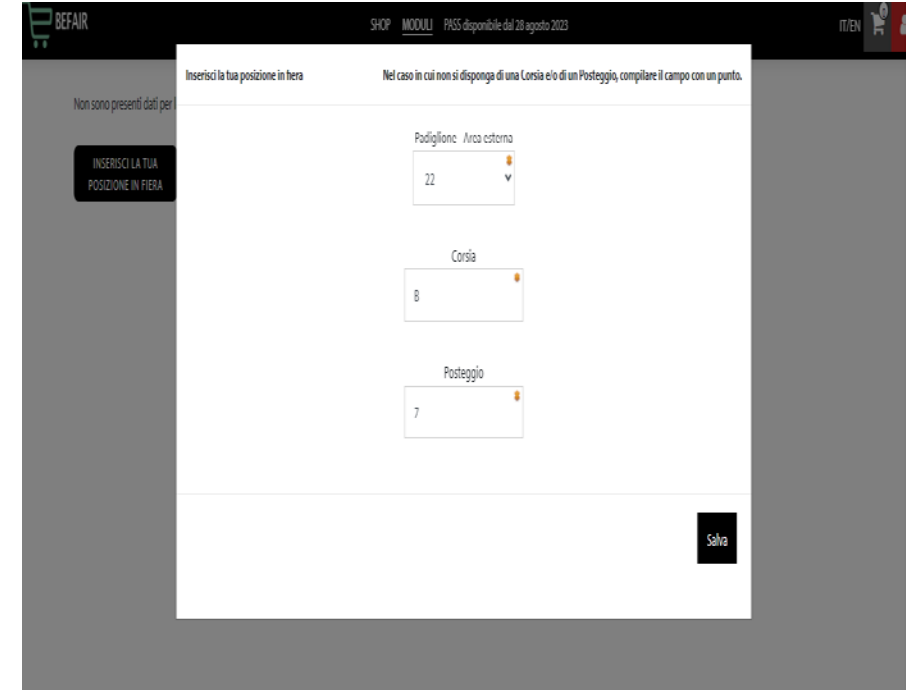 BEFAIR
SHOP MODULI PASS disponibile dal 28 agosto 2023
IT/EN
0
Inserisci la tua posizione in fiera
Nel caso in cui non si disponga di una Corsia e/o di un Posteggio, compilare il campo con un punto.
Non sono presenti dati per
INSERISCI LA TUA
POSIZIONE IN FIERA
Padiglione Area esterna
22
Corsia
B
Posteggio
7
Salva